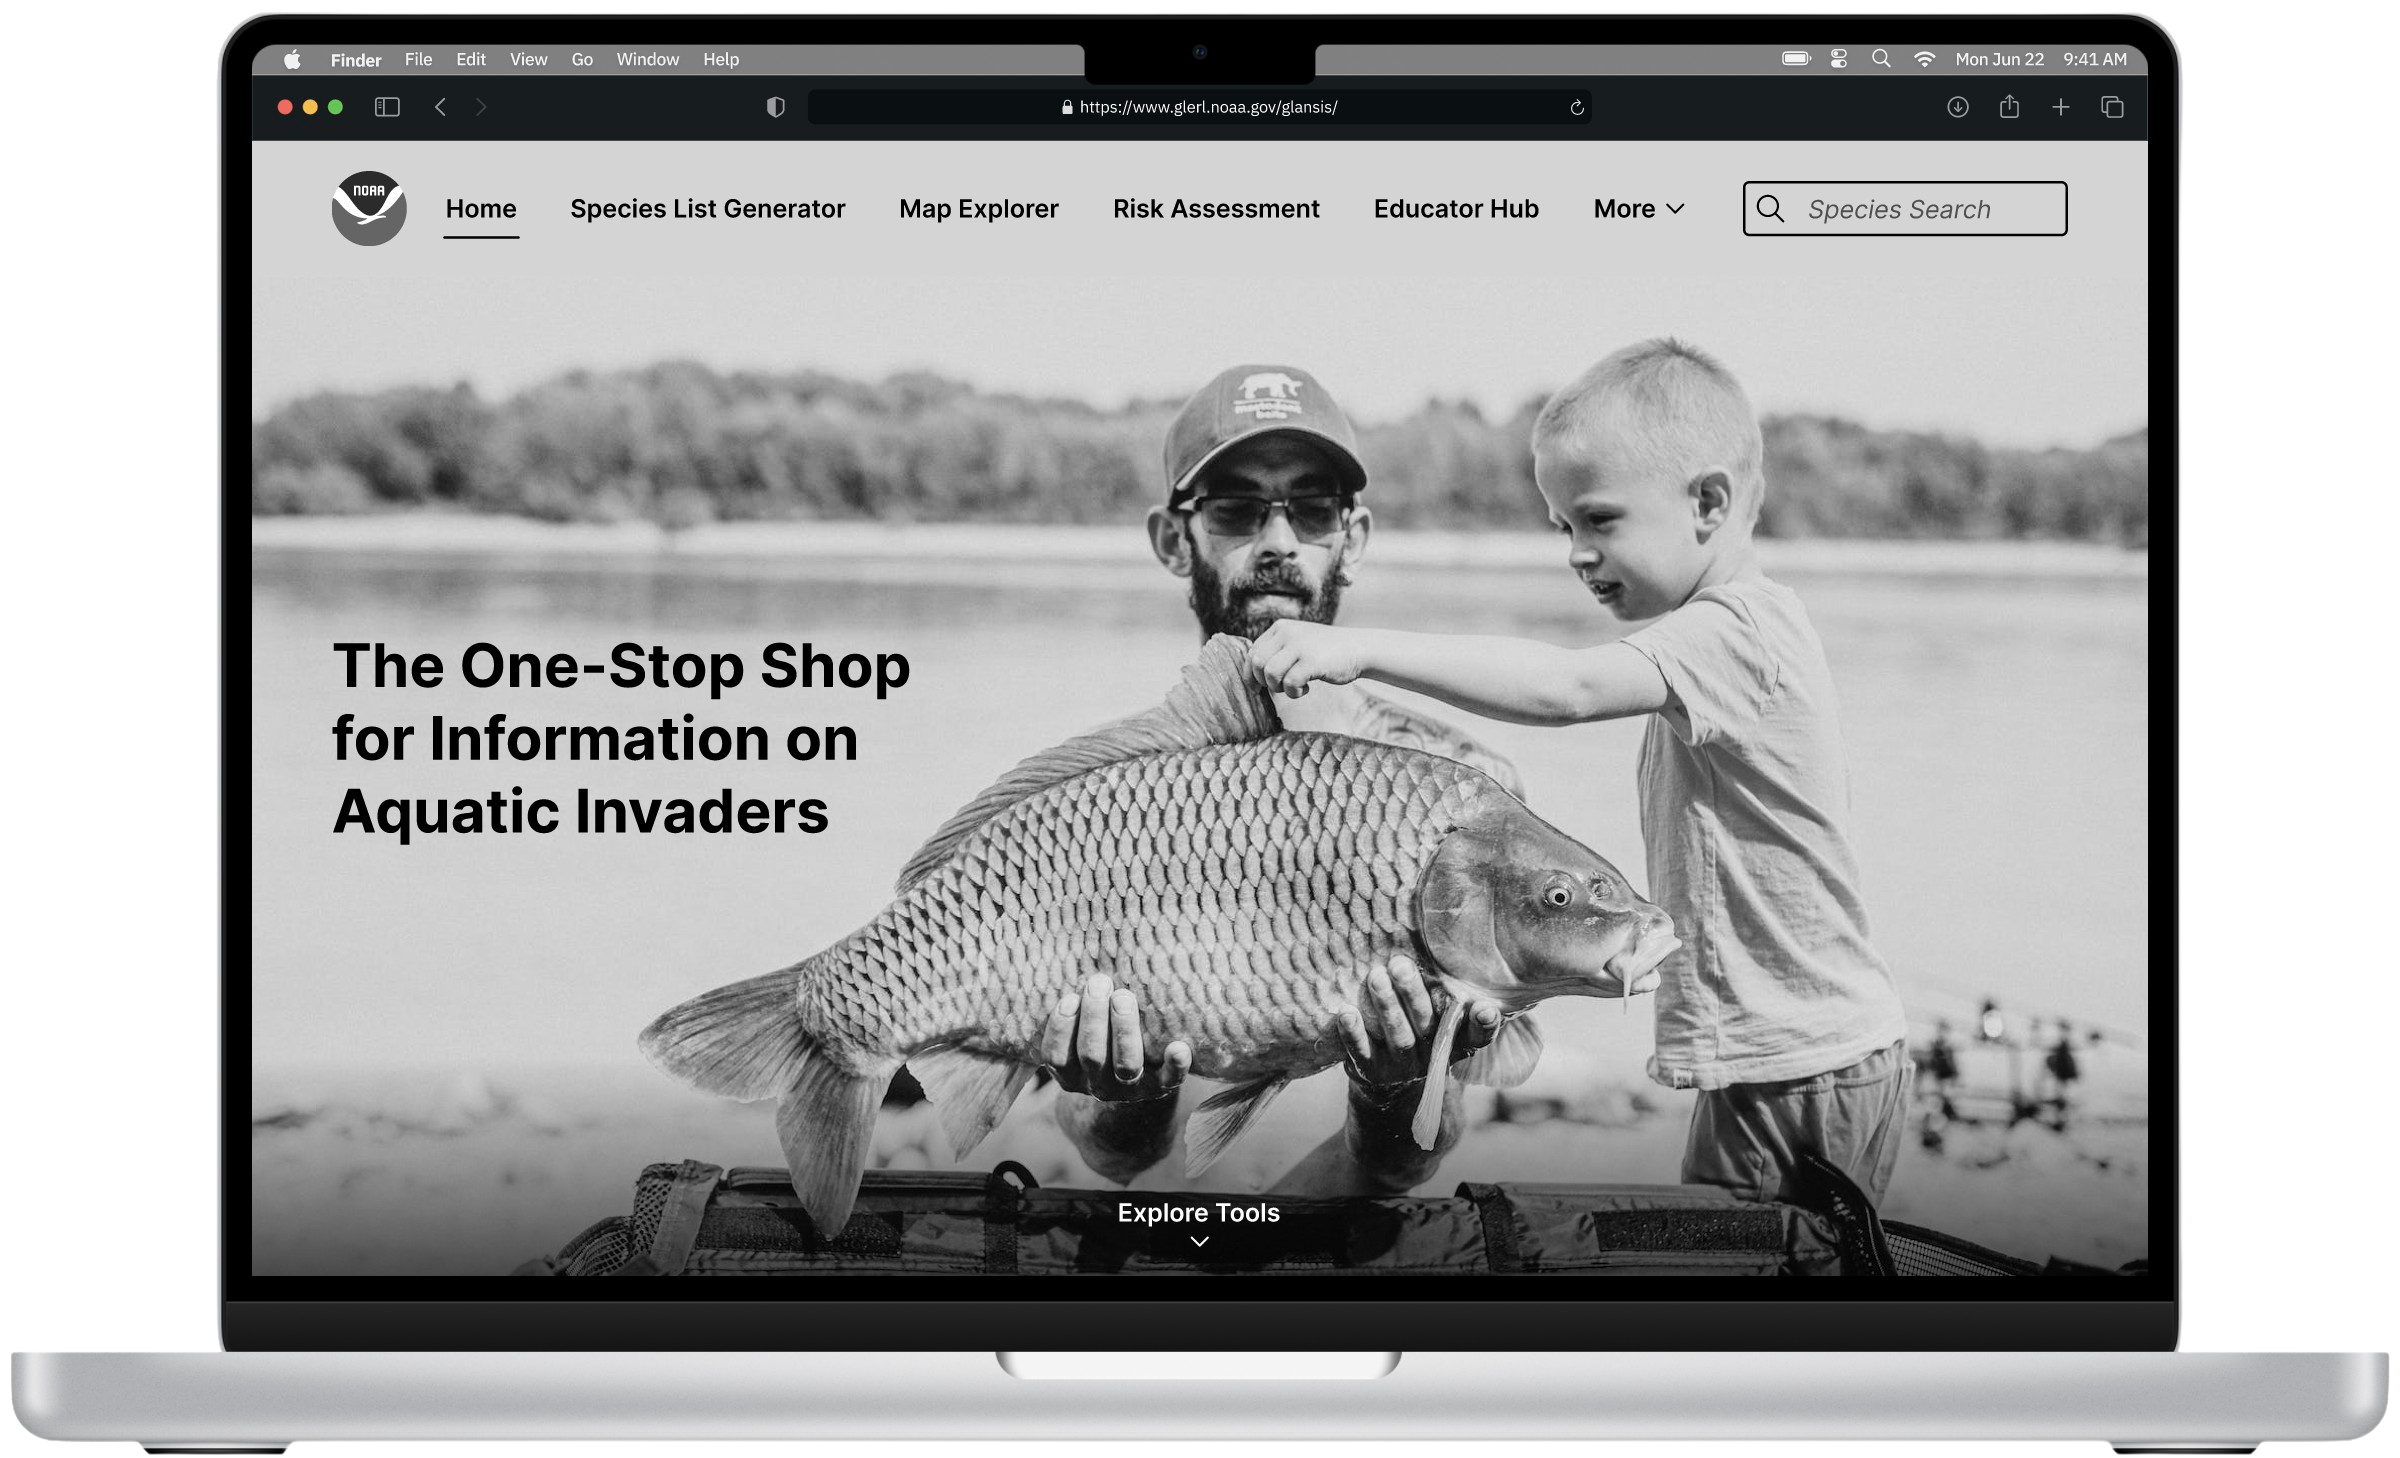 Finder File Edit View Go Window Help Mon Jun 22 9:41 AM
https://www.glerl.noaa.gov/glansis/
NOAA Home Species List Generator Map Explorer Risk Assessment Educator Hub More Species Search
The One-Stop Shop
for Information on
Aquatic Invaders
Explore Tools